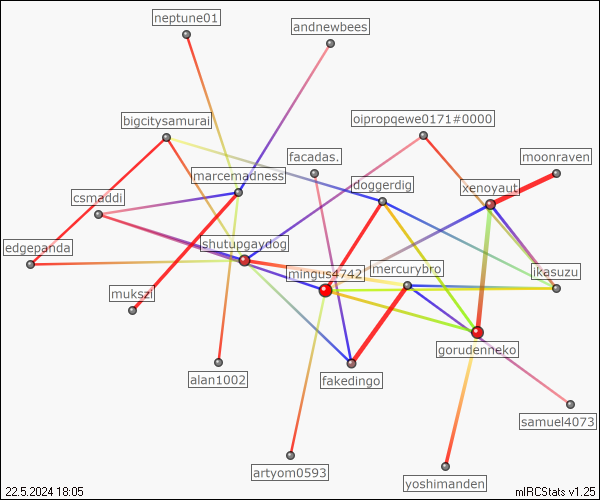 neptune01
andnewbees
bigcitysamurai
oipropqewe0171#0000
facadas.
moonraven
marcemadness
doggerdig
xenoyaut
csmaddi
edgepanda
shutupgaydog
mingus4742
mercurybro
ikasuzu
mukszi
gorudenneko
alan1002
fakedingo
samuel4073
artyom0593
yoshimanden
22.5.2024 18:05
mIRCStats v1.25